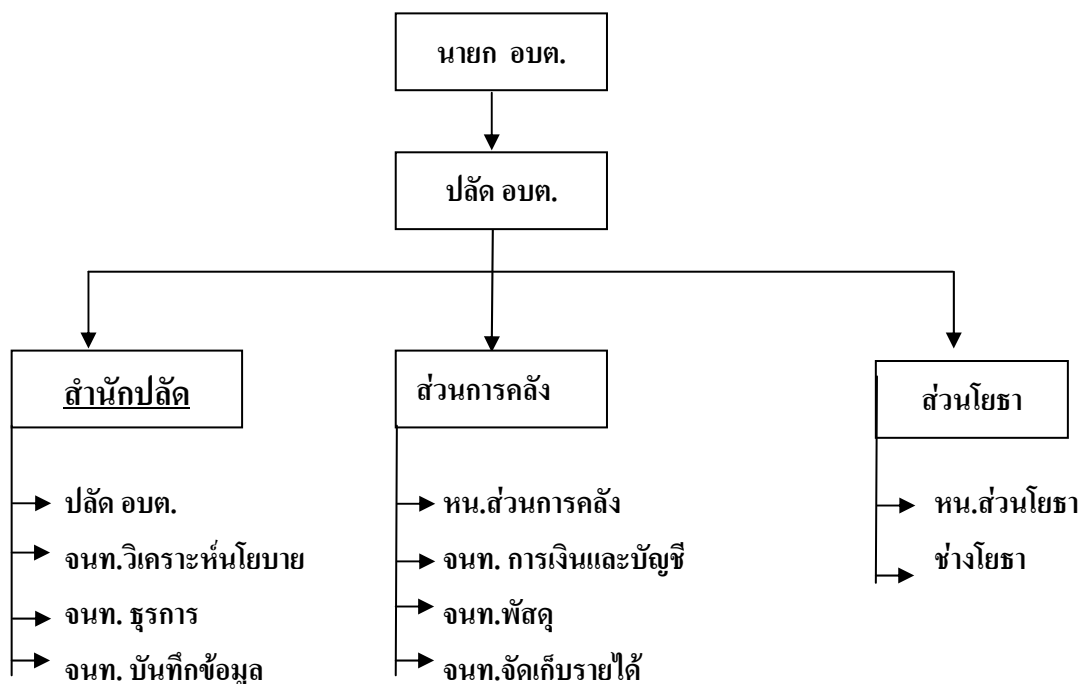 นายก อบต.
ปลัด อบต.
สำนักปลัด
ปลัด อบต.
จนท.วิเคราะห์นโยบาย
จนท. ธุรการ
จนท. บันทึกข้อมูล
ส่วนการคลัง
หน.ส่วนการคลัง
จนท. การเงินและบัญชี
จนท.พัสดุ
จนท.จัดเก็บรายได้
ส่วนโยธา
หน.ส่วนโยธา
ช่างโยธา